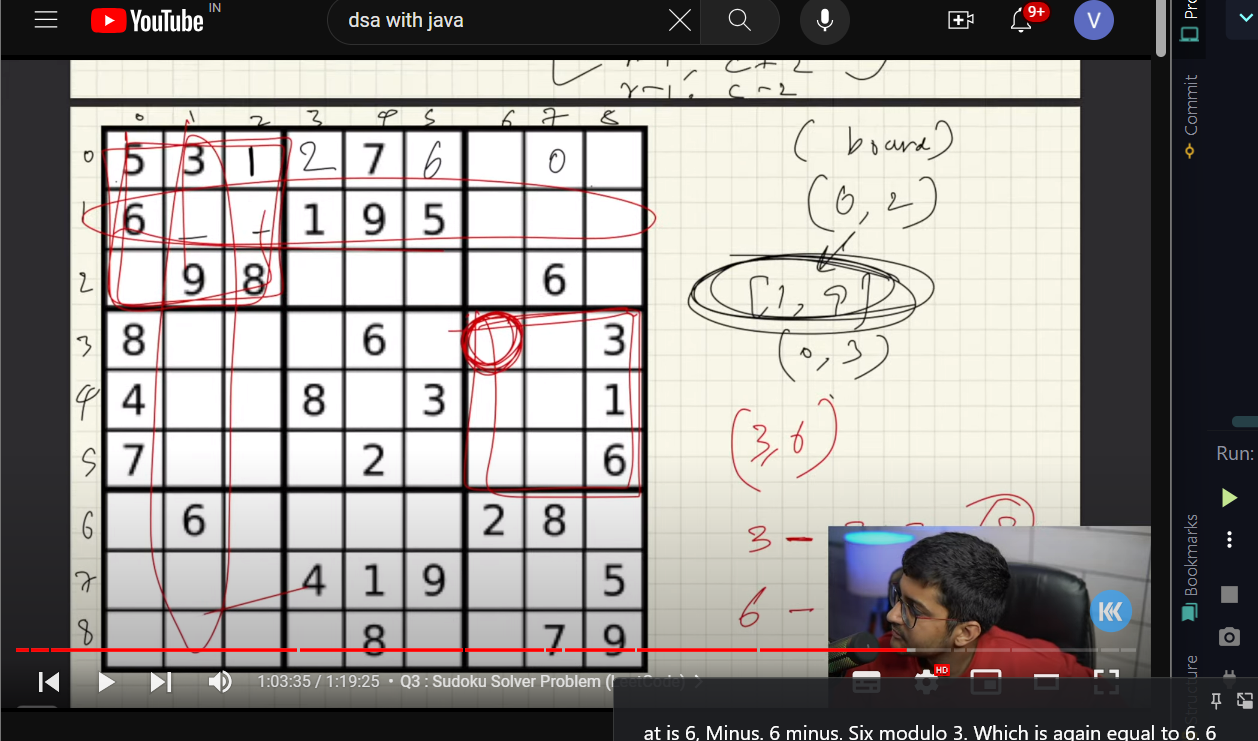 YouTube IN
dsa with java
9+
V
Pro
Commit
r-1, c-2
0 1 2 3 4 5 6 7 8
( board )
0 5 3 1 2 7 6 0
(0, 2)
1 6 _ _ 1 9 5
2 9 8 6
[1, 9]
3 8 6 3
(0, 3)
4 4 8 3 1
(3, 6)
5 7 2 6
Run:
6 6 2 8
3 -
Bookmarks
7 4 1 9 5
6 -
8 8 7 9
1:03:35 / 1:19:25 • Q3 : Sudoku Solver Problem (LeetCode)
HD
Structure
at is 6, Minus. 6 minus. Six modulo 3. Which is again equal to 6. 6